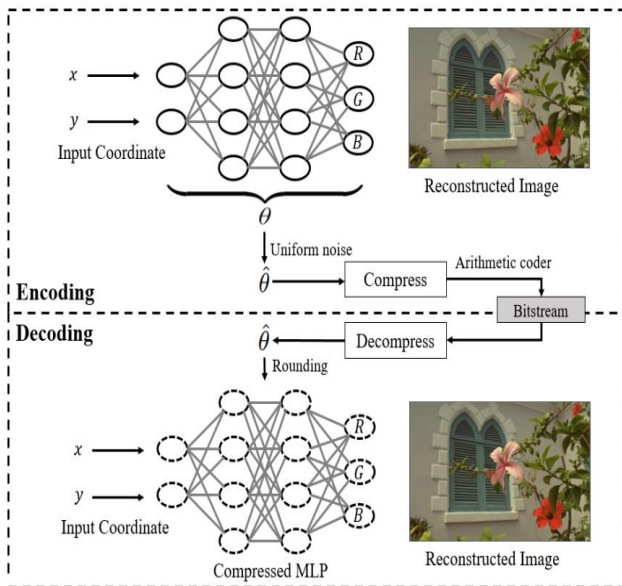 x
R
G
y
B
Input Coordinate
Reconstructed Image
θ
Uniform noise
θ̂
Compress
Arithmetic coder
Encoding
Bitstream
Decoding
θ̂
Decompress
Rounding
R
x
G
y
B
Input Coordinate
Compressed MLP
Reconstructed Image